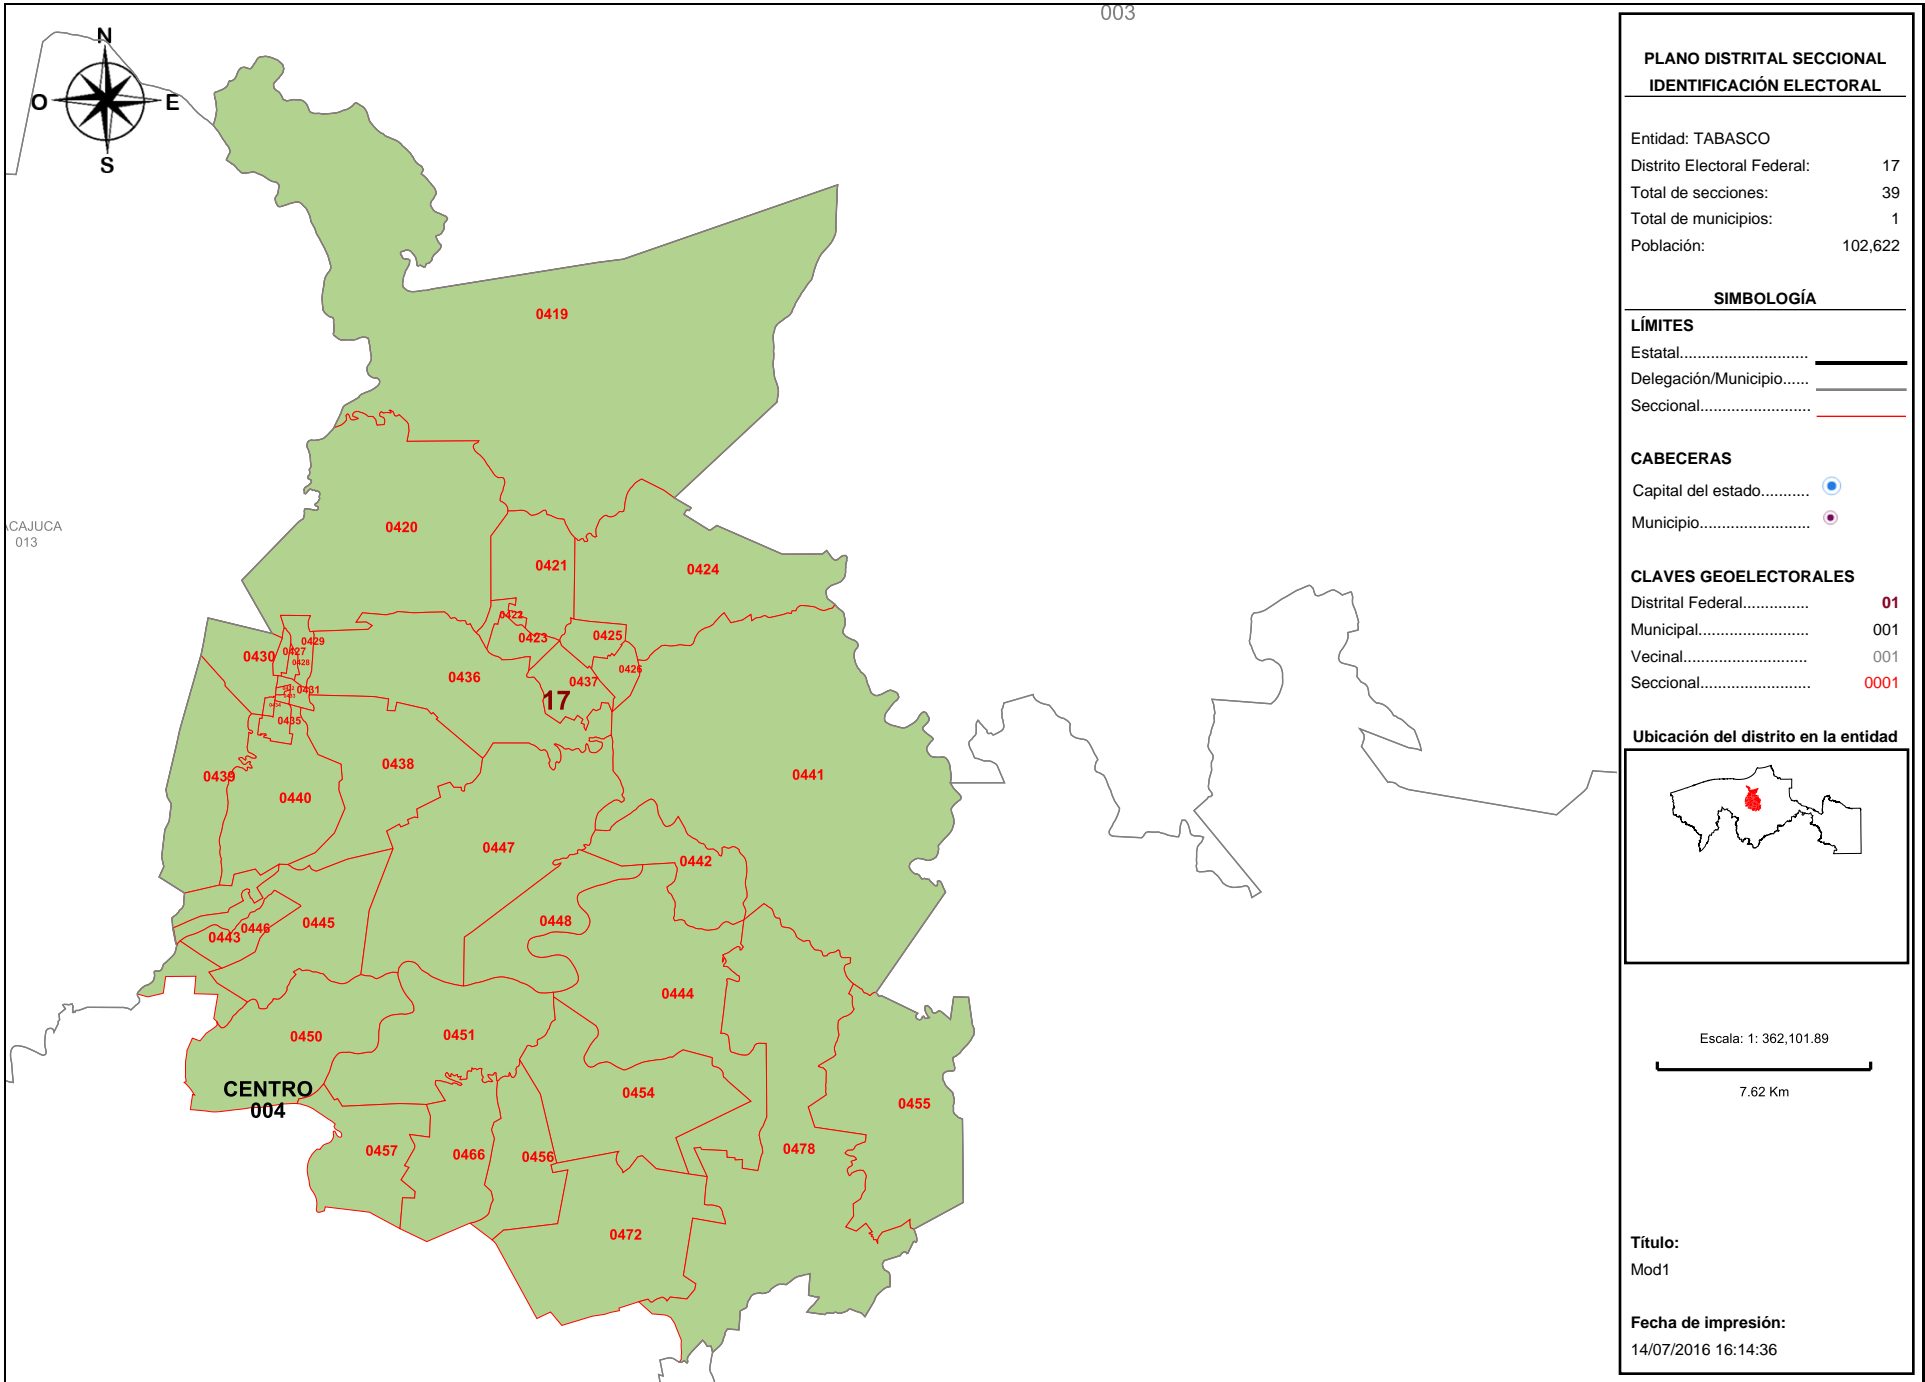 003
N
O
E
S
0419
0420
CAJUCA
013
0421
0424
0422
0423
0425
0429
0427
0428
0430
0426
0436
0437
0431
17
0435
0438
0439
0440
0441
0447
0442
0448
0445
0446
0443
0444
0450
0451
CENTRO
004
0454
0455
0457
0466
0456
0478
0472
PLANO DISTRITAL SECCIONAL
IDENTIFICACIÓN ELECTORAL
Entidad: TABASCO
Distrito Electoral Federal: 17
Total de secciones: 39
Total de municipios: 1
Población: 102,622
SIMBOLOGÍA
LÍMITES
Estatal............................
Delegación/Municipio......
Seccional........................
CABECERAS
Capital del estado...........
Municipio........................
CLAVES GEOELECTORALES
Distrital Federal.............. 01
Municipal........................ 001
Vecinal........................... 001
Seccional........................ 0001
Ubicación del distrito en la entidad
Escala: 1: 362,101.89
7.62 Km
Título:
Mod1
Fecha de impresión:
14/07/2016 16:14:36